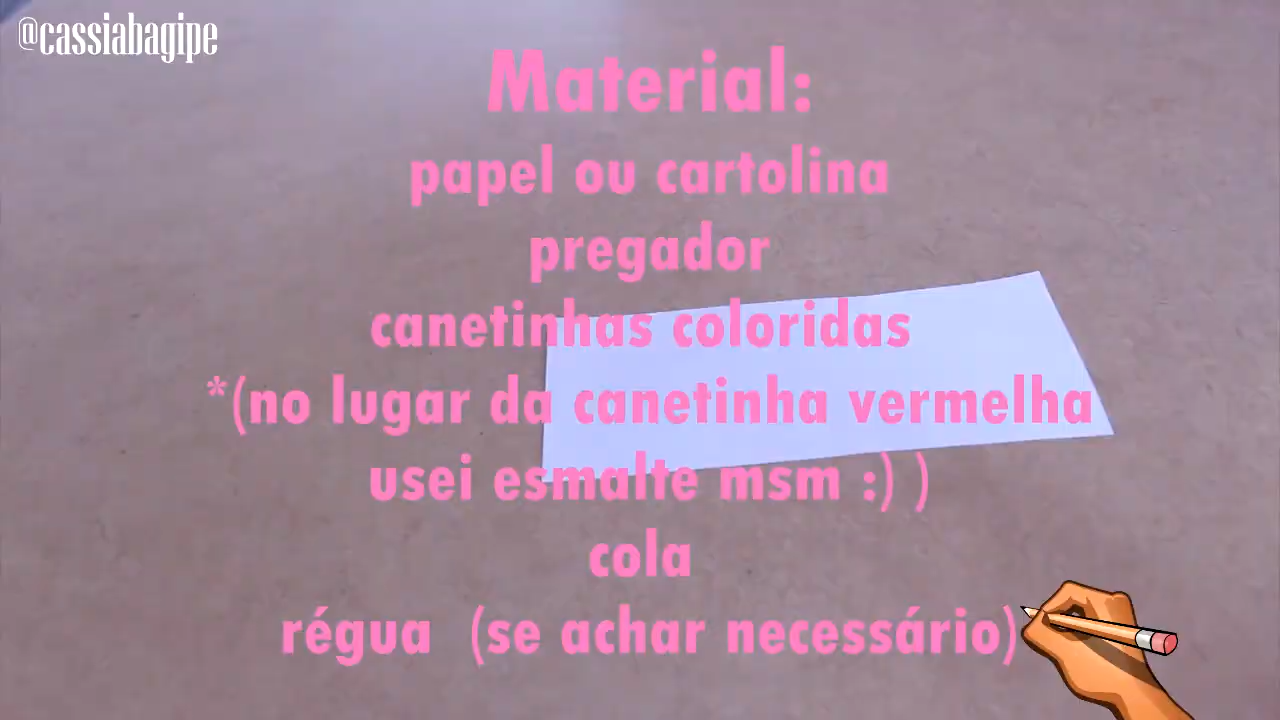 @cassiabagipe
Material:
papel ou cartolina
pregador
canetinhas coloridas
*(no lugar da canetinha vermelha
usei esmalte msm :) )
cola
régua (se achar necessário)